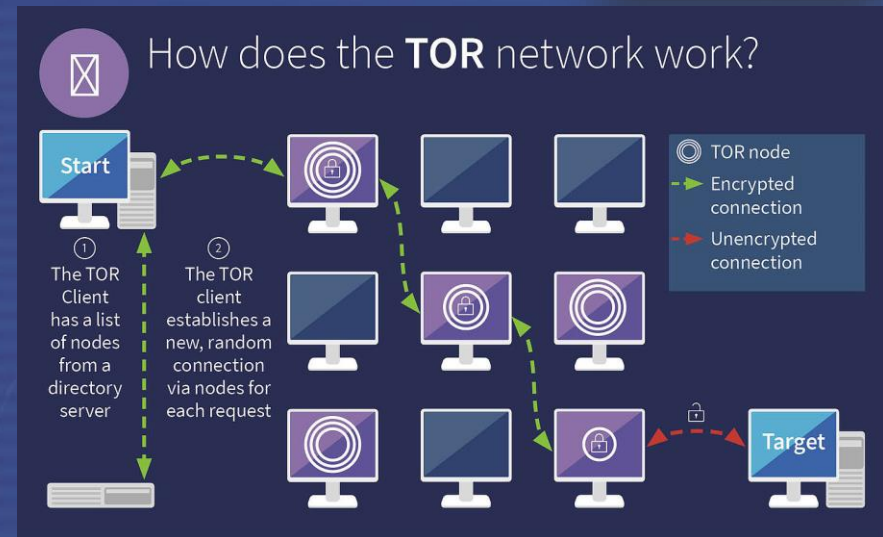 How does the TOR network work?
Start
1
The TOR
Client
has a list
of nodes
from a
directory
server
2
The TOR
client
establishes a
new, random
connection
via nodes for
each request
TOR node
Encrypted
connection
Unencrypted
connection
Target